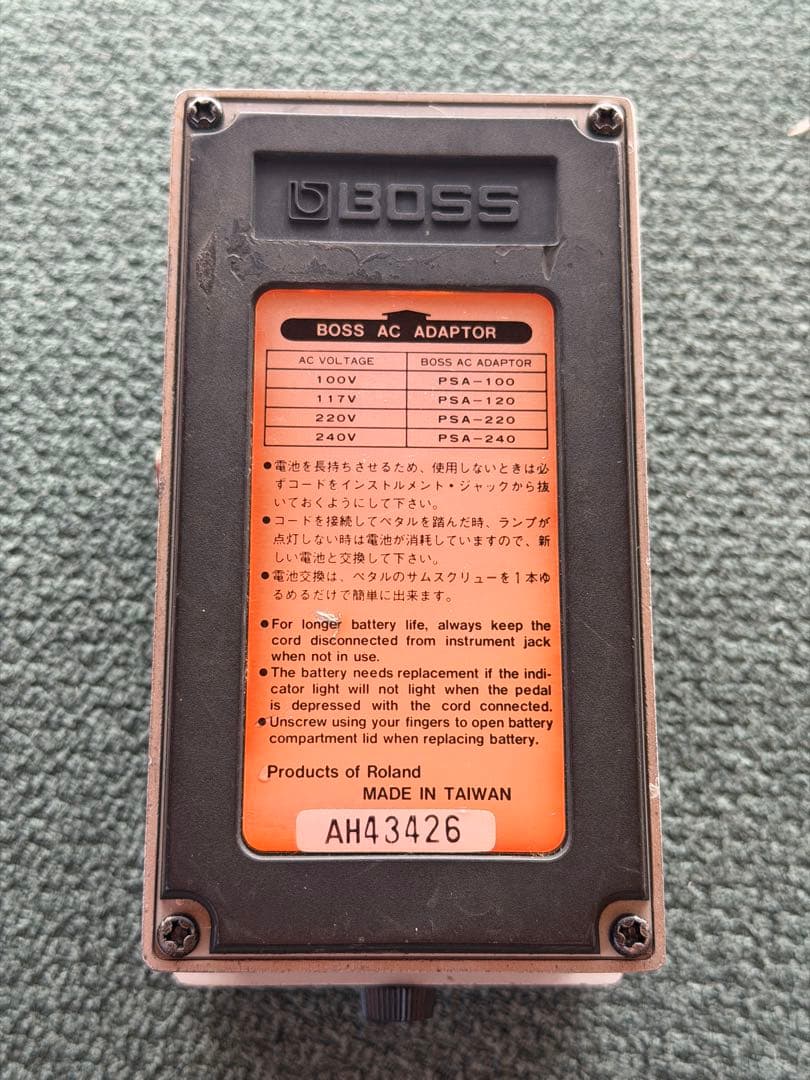 BOSS
BOSS AC ADAPTOR
AC VOLTAGE BOSS AC ADAPTOR
100V PSA-100
117V PSA-120
220V PSA-220
240V PSA-240
●電池を長持ちさせるため、使用しないときは必
ずコードをインストルメント・ジャックから抜
いておくようにして下さい。
●コードを接続してペタルを踏んだ時、ランプが
点灯しない時は電池が消耗していますので、新
しい電池と交換して下さい。
●電池交換は、ペタルのサムスクリューを1本ゆ
るめるだけで簡単に出来ます。
●For longer battery life, always keep the
cord disconnected from instrument jack
when not in use.
●The battery needs replacement if the indi-
cator light will not light when the pedal
is depressed with the cord connected.
●Unscrew using your fingers to open battery
compartment lid when replacing battery.
Products of Roland
MADE IN TAIWAN
AH43426